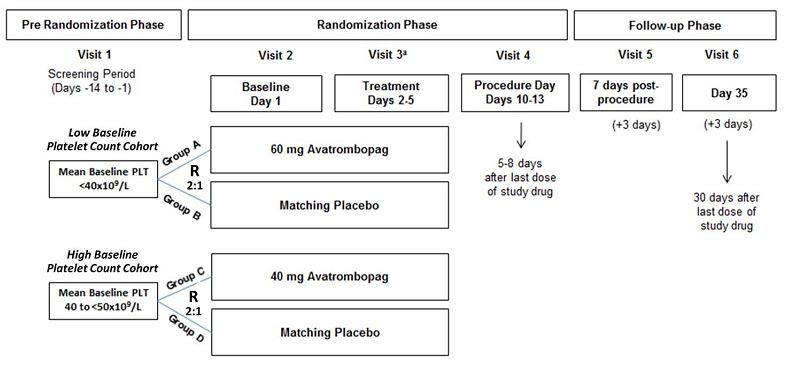 Pre Randomization Phase
Randomization Phase
Follow-up Phase
Visit 1
Visit 2
Visit 3ᵃ
Visit 4
Visit 5
Visit 6
Screening Period
(Days -14 to -1)
Baseline
Day 1
Treatment
Days 2-5
Procedure Day
Days 10-13
7 days post-
procedure
Day 35
(+3 days)
(+3 days)
Low Baseline
Platelet Count Cohort
Mean Baseline PLT
<40x10⁹/L
Group A
R
2:1
Group B
60 mg Avatrombopag
Matching Placebo
5-8 days
after last dose
of study drug
30 days after
last dose of
study drug
High Baseline
Platelet Count Cohort
Mean Baseline PLT
40 to <50x10⁹/L
Group C
R
2:1
Group D
40 mg Avatrombopag
Matching Placebo